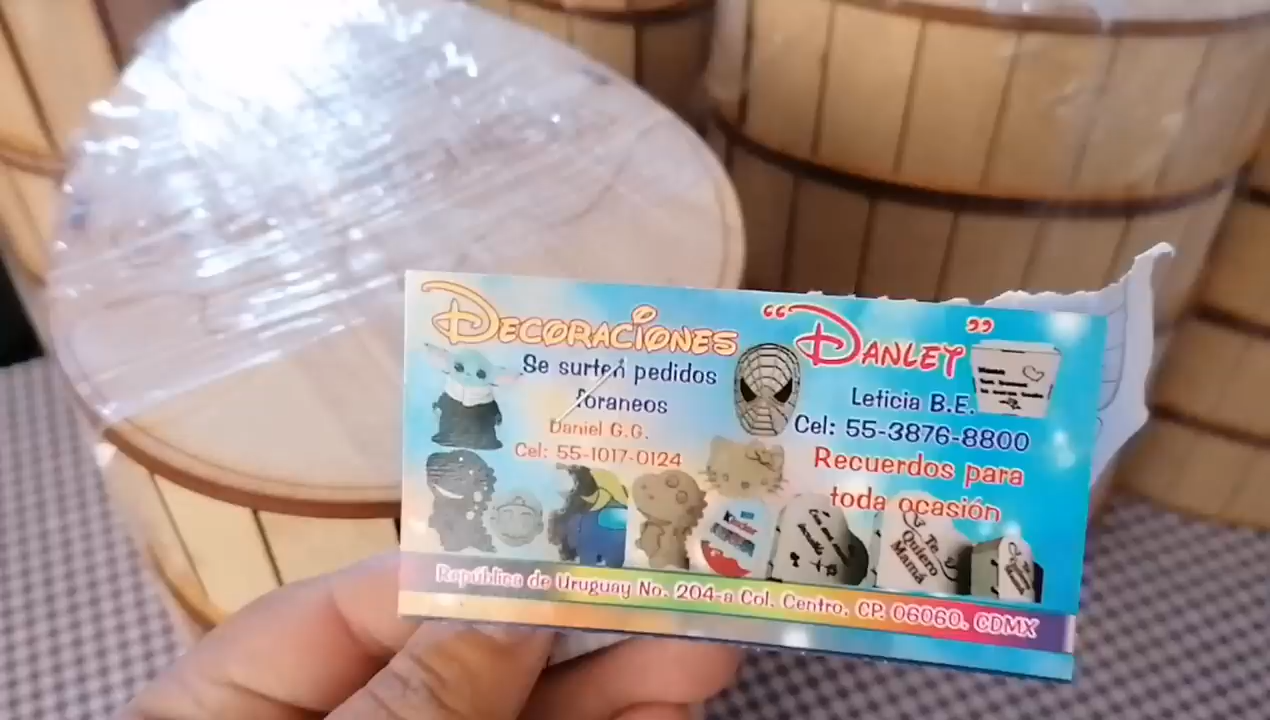 Decoraciones "Danley"
Se surten pedidos
foraneos
Daniel G.G.
Cel: 55-1017-0124
Leticia B.E.
Cel: 55-3876-8800
Recuerdos para
toda ocasión
Kinder
Te
Quiero
Mamá
República de Uruguay No. 204-a Col. Centro. CP. 06060. CDMX